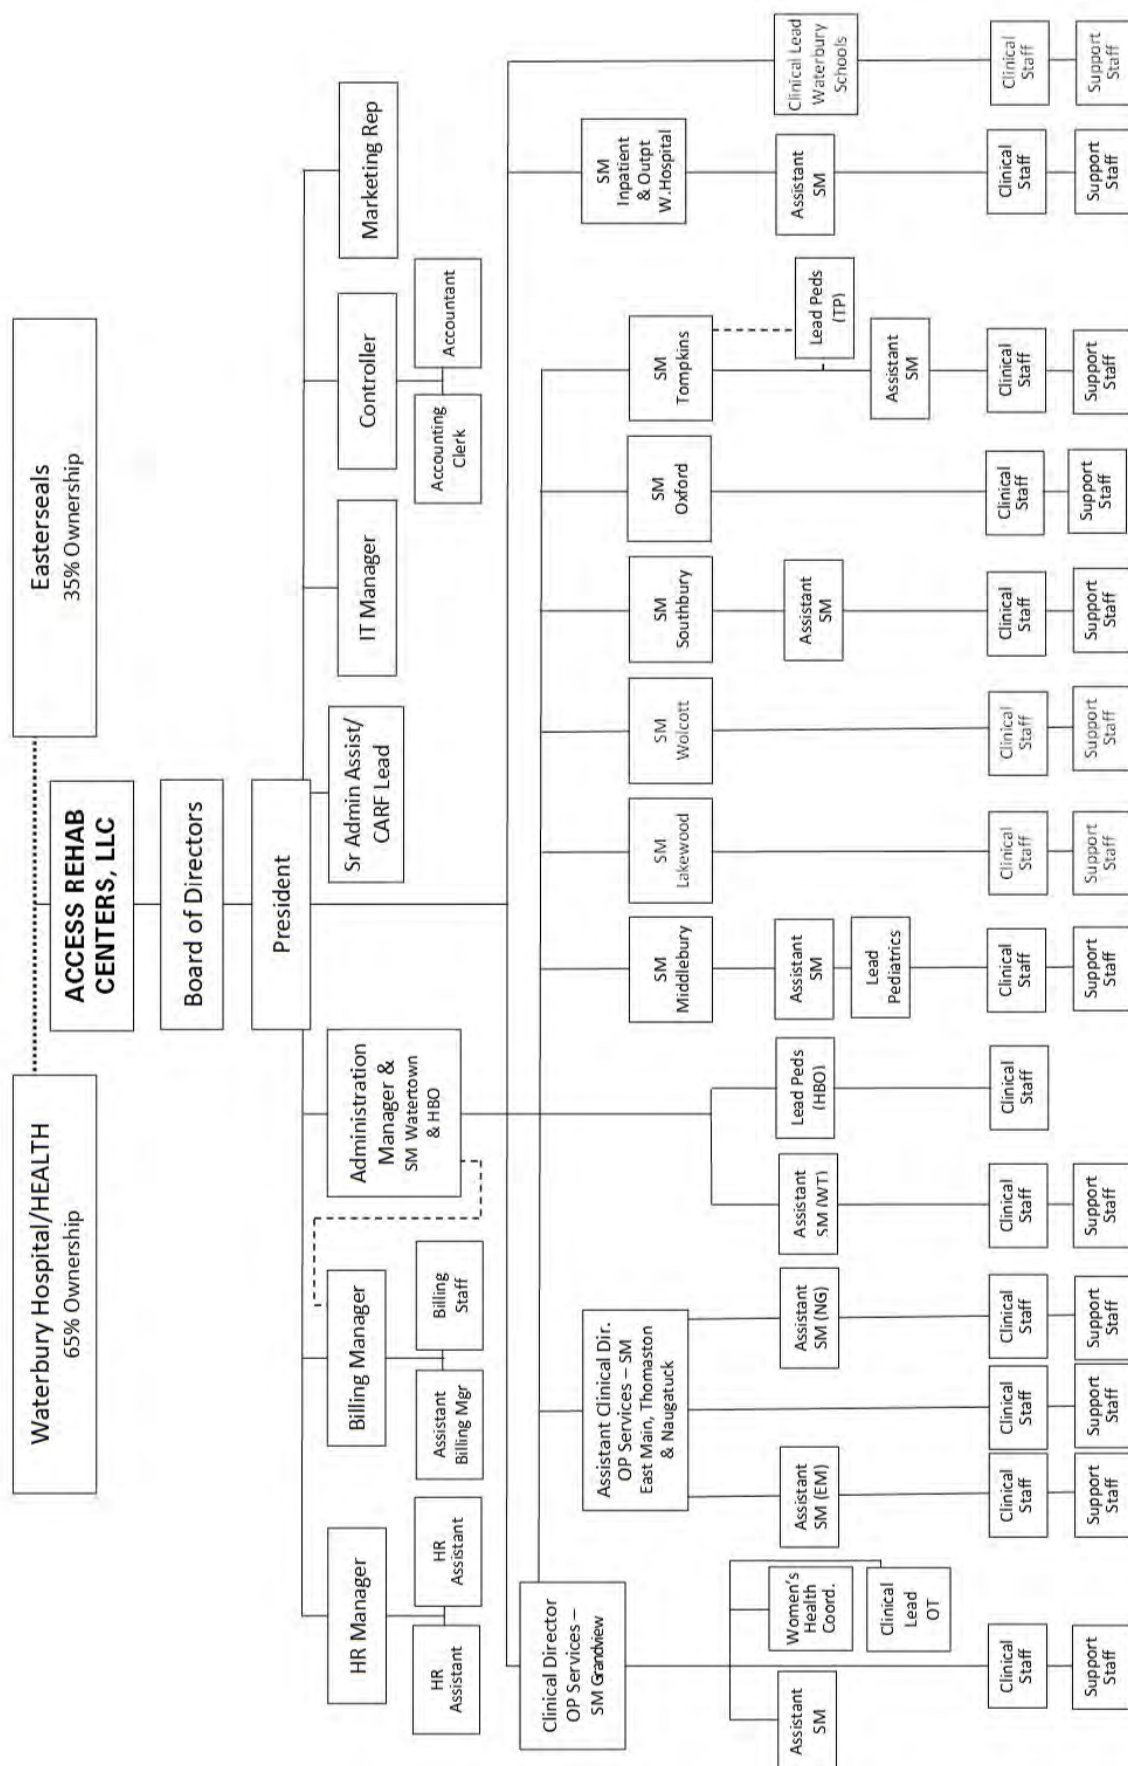 Waterbury Hospital/HEALTH
65% Ownership
Easterseals
35% Ownership
ACCESS REHAB
CENTERS, LLC
Board of Directors
President
HR Manager
HR
Assistant
HR
Assistant
Billing Manager
Assistant
Billing Mgr
Billing
Staff
Administration
Manager &
SM Watertown
& HBO
Sr Admin Assist/
CARF Lead
IT Manager
Controller
Accounting
Clerk
Accountant
Marketing Rep
Clinical Director
OP Services –
SM Grandview
Assistant
SM
Women's
Health
Coord.
Clinical
Lead
OT
Clinical
Staff
Support
Staff
Assistant Clinical Dir.
OP Services – SM
East Main, Thomaston
& Naugatuck
Assistant
SM (EM)
Clinical
Staff
Support
Staff
Clinical
Staff
Support
Staff
Assistant
SM (NG)
Clinical
Staff
Support
Staff
Assistant
SM (WT)
Clinical
Staff
Support
Staff
Lead Peds
(HBO)
Clinical
Staff
SM
Middlebury
Assistant
SM
Lead
Pediatrics
Clinical
Staff
Support
Staff
SM
Lakewood
Clinical
Staff
Support
Staff
SM
Wolcott
Clinical
Staff
Support
Staff
SM
Southbury
Assistant
SM
Clinical
Staff
Support
Staff
SM
Oxford
Clinical
Staff
Support
Staff
SM
Tompkins
Lead Peds
(TP)
Assistant
SM
Clinical
Staff
Support
Staff
SM
Inpatient
& Outpt
W.Hospital
Assistant
SM
Clinical
Staff
Support
Staff
Clinical Lead
Waterbury
Schools
Clinical
Staff
Support
Staff